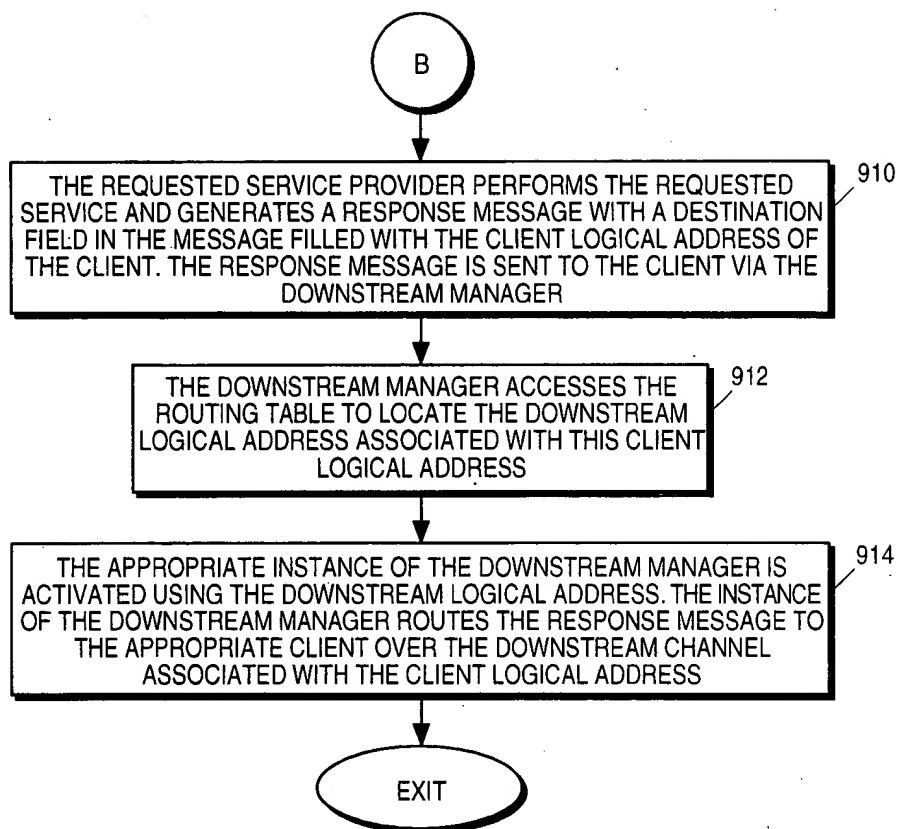 B
910
THE REQUESTED SERVICE PROVIDER PERFORMS THE REQUESTED
SERVICE AND GENERATES A RESPONSE MESSAGE WITH A DESTINATION
FIELD IN THE MESSAGE FILLED WITH THE CLIENT LOGICAL ADDRESS OF
THE CLIENT. THE RESPONSE MESSAGE IS SENT TO THE CLIENT VIA THE
DOWNSTREAM MANAGER
912
THE DOWNSTREAM MANAGER ACCESSES THE
ROUTING TABLE TO LOCATE THE DOWNSTREAM
LOGICAL ADDRESS ASSOCIATED WITH THIS CLIENT
LOGICAL ADDRESS
914
THE APPROPRIATE INSTANCE OF THE DOWNSTREAM MANAGER IS
ACTIVATED USING THE DOWNSTREAM LOGICAL ADDRESS. THE INSTANCE
OF THE DOWNSTREAM MANAGER ROUTES THE RESPONSE MESSAGE TO
THE APPROPRIATE CLIENT OVER THE DOWNSTREAM CHANNEL
ASSOCIATED WITH THE CLIENT LOGICAL ADDRESS
EXIT